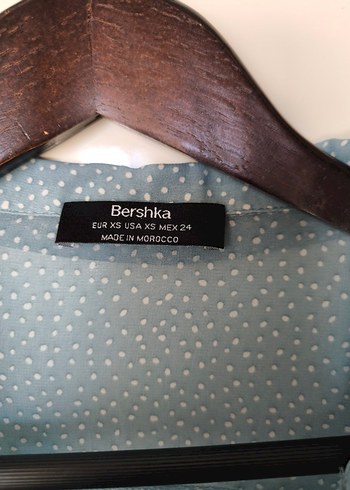 Bershka
EUR XS USA XS MEX 24
MADE IN MOROCCO